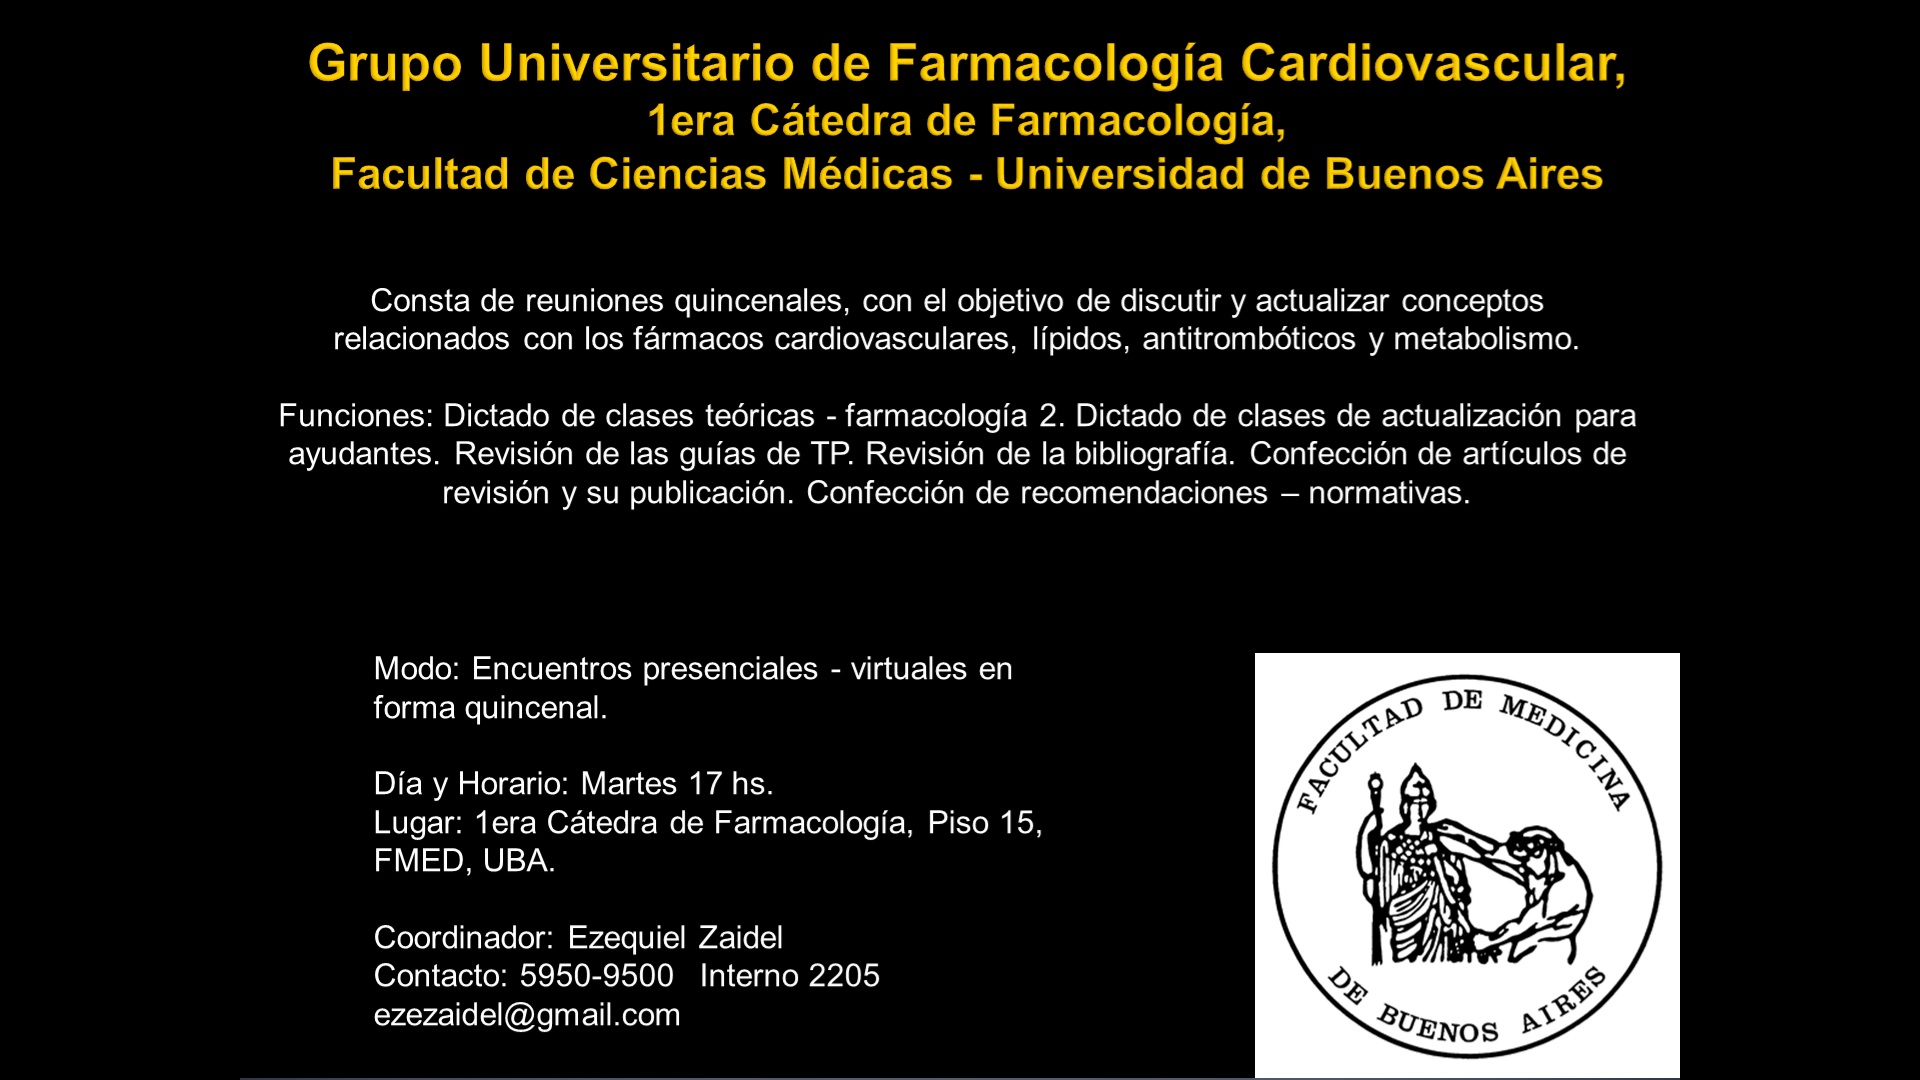 Grupo Universitario de Farmacología Cardiovascular,
1era Cátedra de Farmacología,
Facultad de Ciencias Médicas - Universidad de Buenos Aires
Consta de reuniones quincenales, con el objetivo de discutir y actualizar conceptos
relacionados con los fármacos cardiovasculares, lípidos, antitrombóticos y metabolismo.
Funciones: Dictado de clases teóricas - farmacología 2. Dictado de clases de actualización para
ayudantes. Revisión de las guías de TP. Revisión de la bibliografía. Confección de artículos de
revisión y su publicación. Confección de recomendaciones – normativas.
Modo: Encuentros presenciales - virtuales en
forma quincenal.
Día y Horario: Martes 17 hs.
Lugar: 1era Cátedra de Farmacología, Piso 15,
FMED, UBA.
Coordinador: Ezequiel Zaidel
Contacto: 5950-9500   Interno 2205
ezezaidel@gmail.com
FACULTAD DE MEDICINA
DE BUENOS AIRES